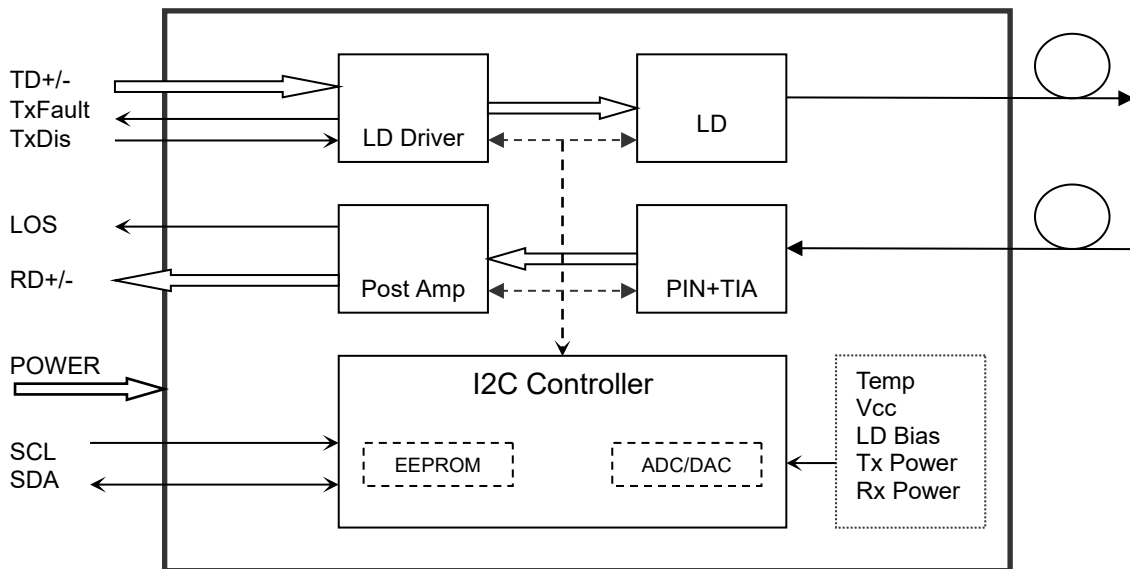 TD+/-
TxFault
TxDis
LD Driver
LD
LOS
RD+/-
Post Amp
PIN+TIA
POWER
SCL
SDA
I2C Controller
EEPROM
ADC/DAC
Temp
Vcc
LD Bias
Tx Power
Rx Power